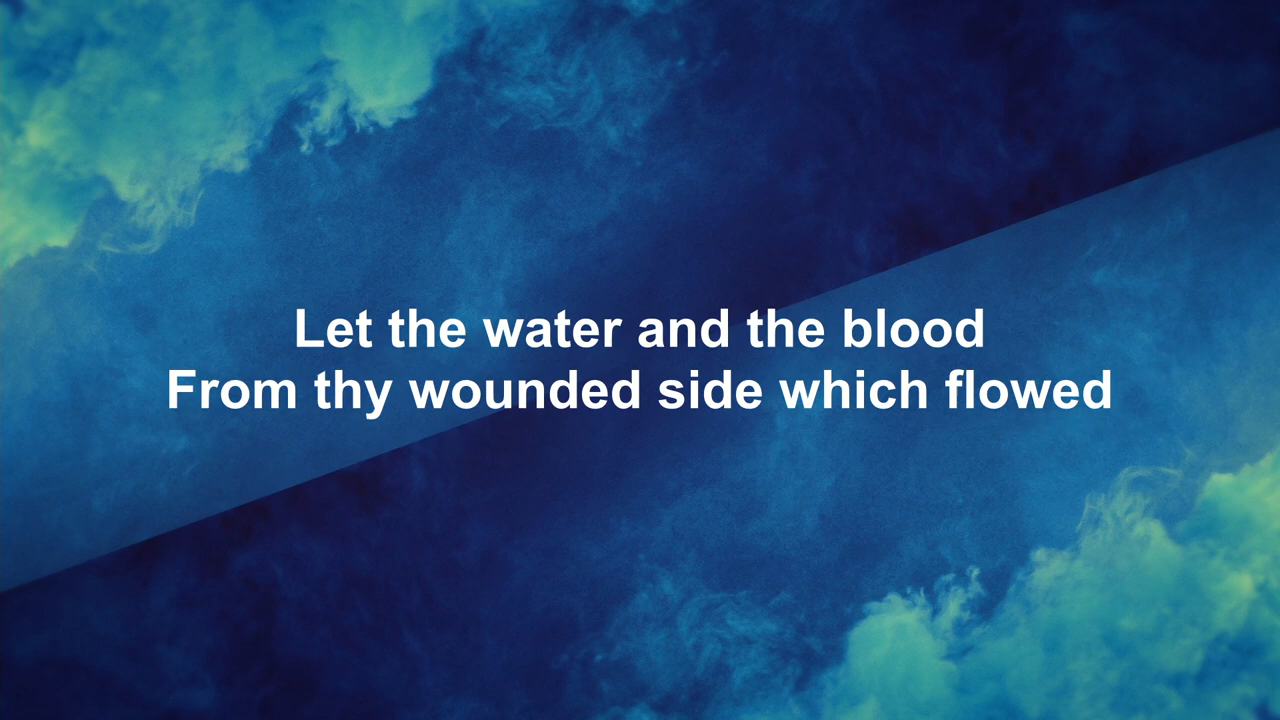 Let the water and the blood
From thy wounded side which flowed